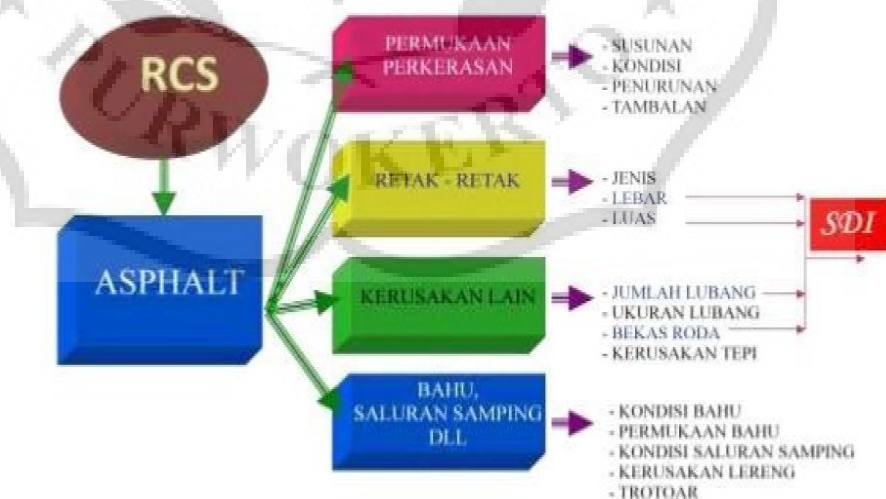 RCS
ASPHALT
PERMUKAAN
PERKERASAN
- SUSUNAN
- KONDISI
- PENURUNAN
- TAMBALAN
RETAK - RETAK
- JENIS
- LEBAR
- LUAS
SDI
KERUSAKAN LAIN
- JUMLAH LUBANG
- UKURAN LUBANG
- BEKAS RODA
- KERUSAKAN TEPI
BAHU,
SALURAN SAMPING
DLL
- KONDISI BAHU
- PERMUKAAN BAHU
- KONDISI SALURAN SAMPING
- KERUSAKAN LERENG
- TROTOAR
PURWOKERTO